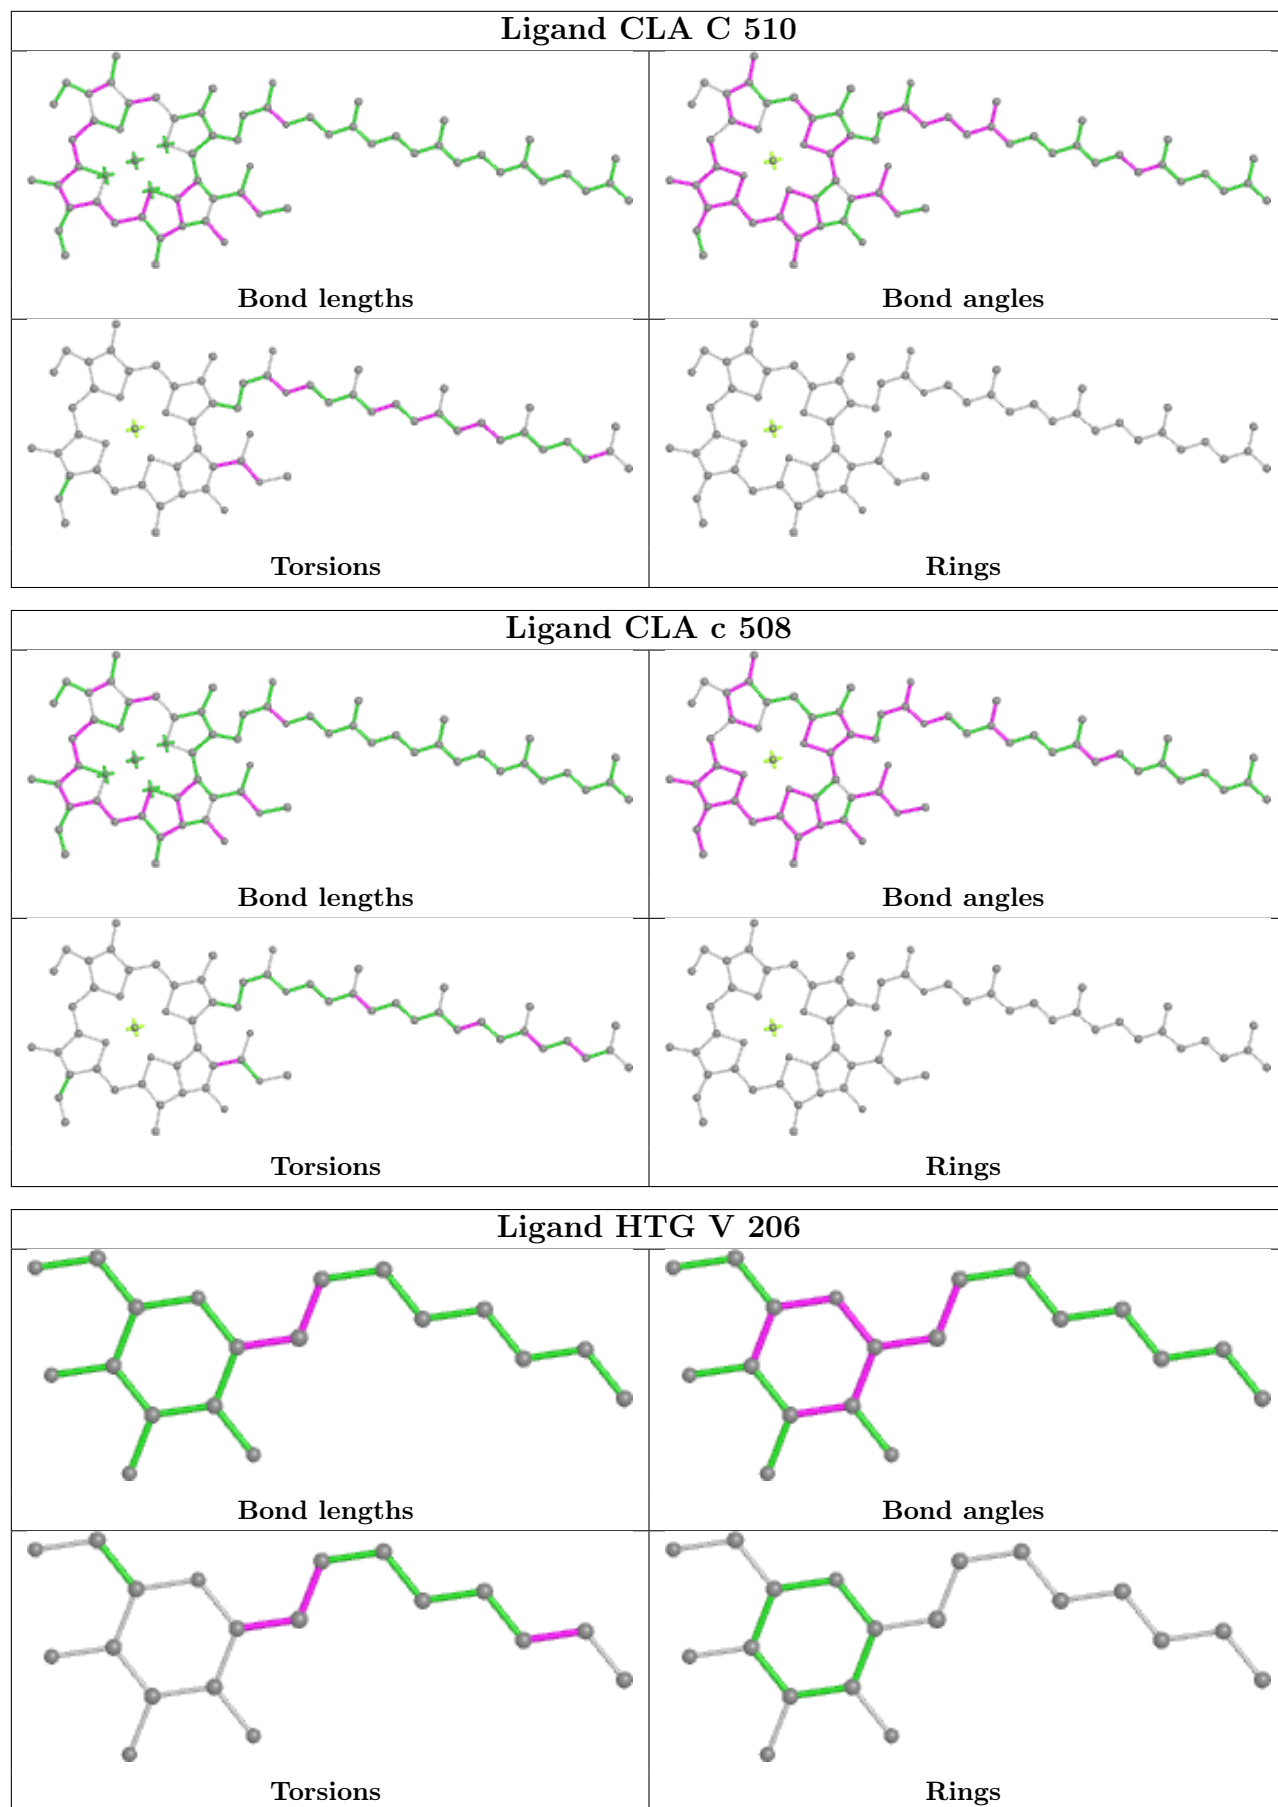 Ligand CLA C 510
Bond lengths
Bond angles
Torsions
Rings
Ligand CLA c 508
Bond lengths
Bond angles
Torsions
Rings
Ligand HTG V 206
Bond lengths
Bond angles
Torsions
Rings